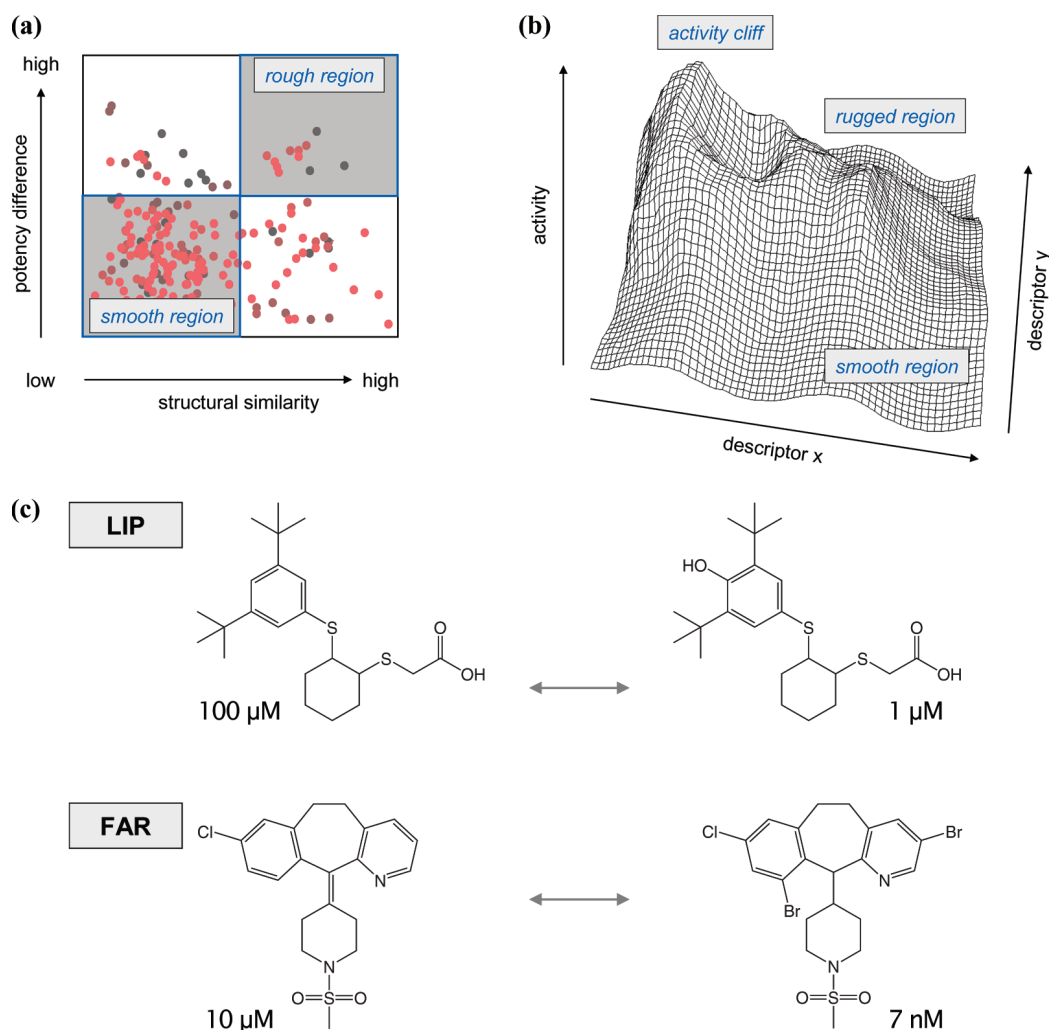 (a)
high
rough region
potency difference
smooth region
low
high
structural similarity
(b)
activity cliff
rugged region
activity
descriptor y
smooth region
descriptor x
(c)
LIP
S
S
O
OH
100 µM
HO
S
S
O
OH
1 µM
FAR
Cl
N
N
O=S=O
10 µM
Cl
Br
N
Br
N
O=S=O
7 nM